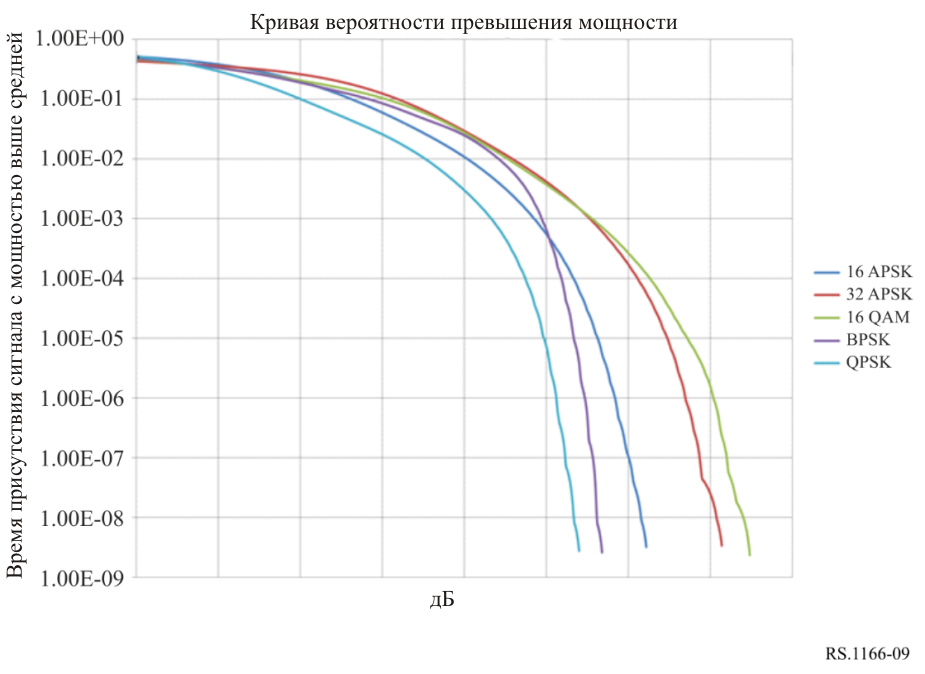 Кривая вероятности превышения мощности
Время присутствия сигнала с мощностью выше средней
1.00E+00
1.00E-01
1.00E-02
1.00E-03
1.00E-04
1.00E-05
1.00E-06
1.00E-07
1.00E-08
1.00E-09
дБ
16 APSK
32 APSK
16 QAM
BPSK
QPSK
RS.1166-09